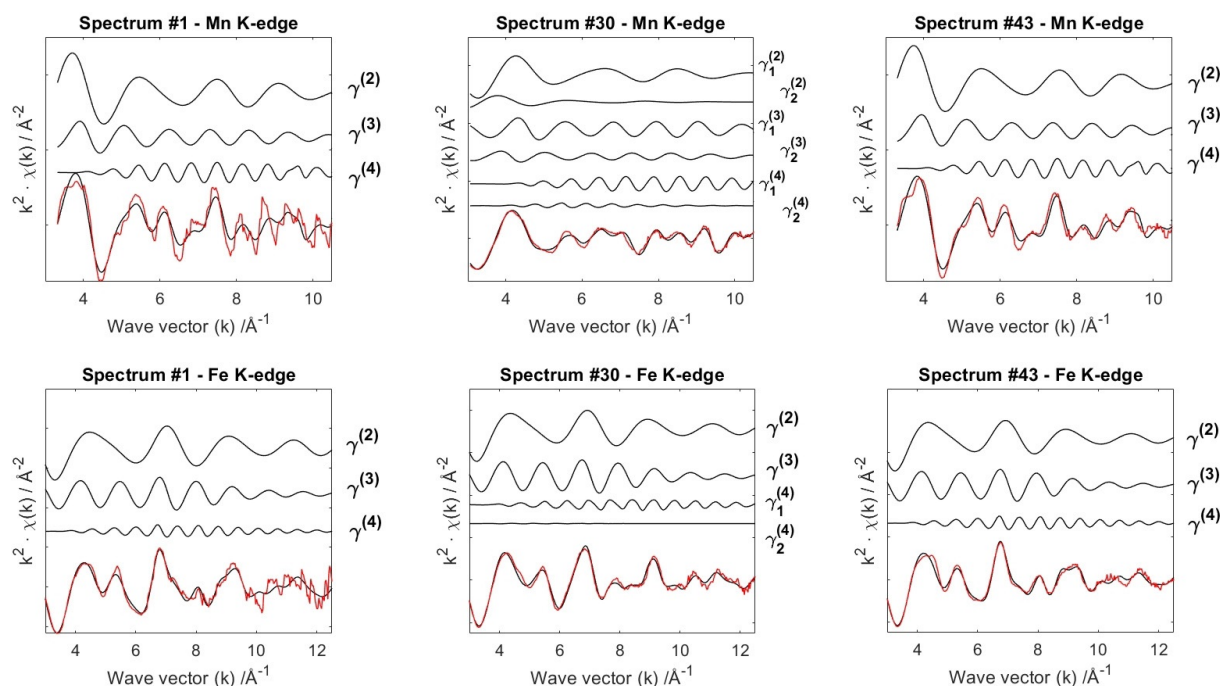 Spectrum #1 - Mn K-edge
k² · χ(k) / Å⁻²
γ⁽²⁾
γ⁽³⁾
γ⁽⁴⁾
4 6 8 10
Wave vector (k) /Å⁻¹
Spectrum #30 - Mn K-edge
k² · χ(k) / Å⁻²
γ₁⁽²⁾
γ₂⁽²⁾
γ₁⁽³⁾
γ₂⁽³⁾
γ₁⁽⁴⁾
γ₂⁽⁴⁾
4 6 8 10
Wave vector (k) /Å⁻¹
Spectrum #43 - Mn K-edge
k² · χ(k) / Å⁻²
γ⁽²⁾
γ⁽³⁾
γ⁽⁴⁾
4 6 8 10
Wave vector (k) /Å⁻¹
Spectrum #1 - Fe K-edge
k² · χ(k) / Å⁻²
γ⁽²⁾
γ⁽³⁾
γ⁽⁴⁾
4 6 8 10 12
Wave vector (k) /Å⁻¹
Spectrum #30 - Fe K-edge
k² · χ(k) / Å⁻²
γ⁽²⁾
γ⁽³⁾
γ₁⁽⁴⁾
γ₂⁽⁴⁾
4 6 8 10 12
Wave vector (k) /Å⁻¹
Spectrum #43 - Fe K-edge
k² · χ(k) / Å⁻²
γ⁽²⁾
γ⁽³⁾
γ⁽⁴⁾
4 6 8 10 12
Wave vector (k) /Å⁻¹